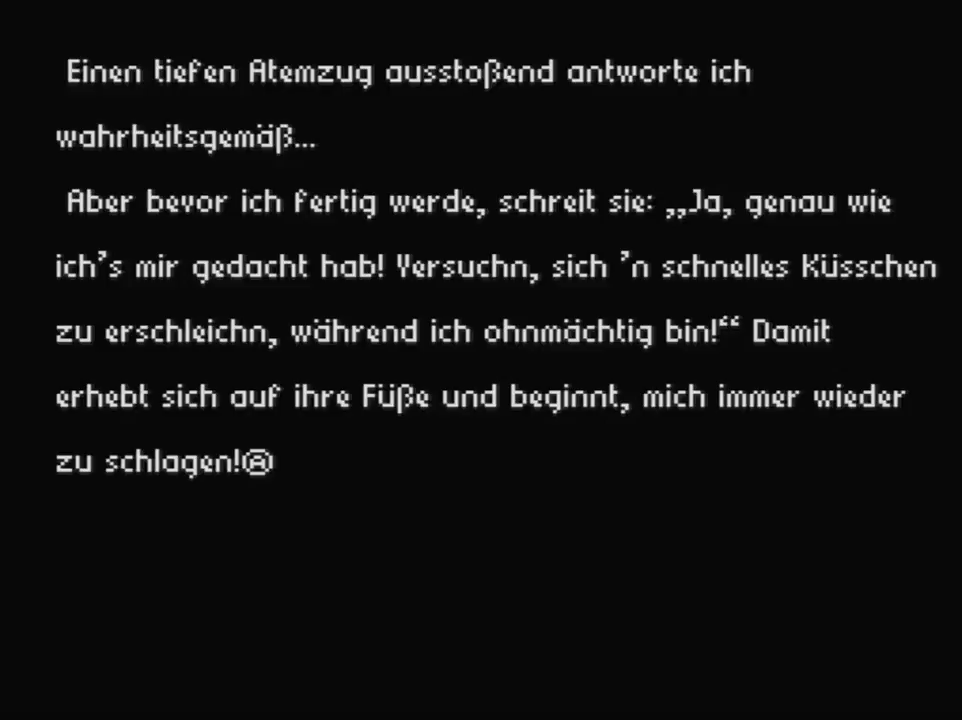 Einen tiefen Atemzug ausstoßend antworte ich
wahrheitsgemäß...
Aber bevor ich fertig werde, schreit sie: „Ja, genau wie
ich's mir gedacht hab! Versuchn, sich 'n schnelles Küsschen
zu erschleichn, während ich ohnmächtig bin!“ Damit
erhebt sich auf ihre Füße und beginnt, mich immer wieder
zu schlagen!Ⓐ